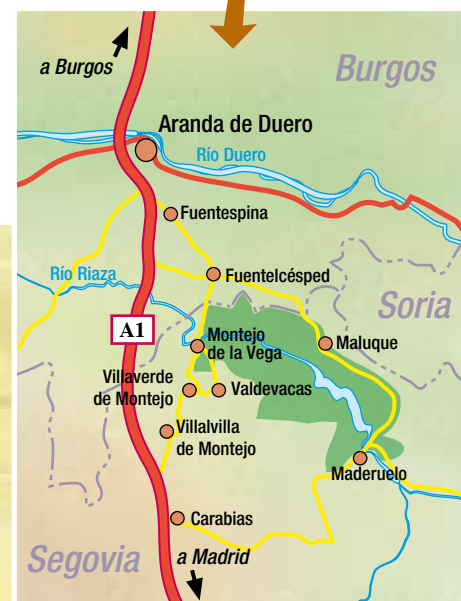 a Burgos
Burgos
Aranda de Duero
Río Duero
Fuentespina
Río Riaza
Fuentelcésped
Soria
A1
Montejo
de la Vega
Maluque
Villaverde
de Montejo
Valdevacas
Villalvilla
de Montejo
Maderuelo
Carabias
Segovia
a Madrid